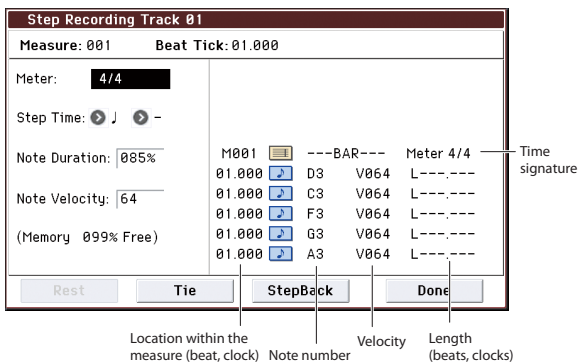 Step Recording Track 01
Measure: 001 Beat Tick: 01.000
Meter: 4/4
Step Time: ♩ -
Note Duration: 085%
Note Velocity: 64
(Memory 099% Free)
M001 ---BAR--- Meter 4/4
01.000 ♪ D3 V064 L---.---
01.000 ♪ C3 V064 L---.---
01.000 ♪ F3 V064 L---.---
01.000 ♪ G3 V064 L---.---
01.000 ♪ A3 V064 L---.---
Time
signature
Rest Tie StepBack Done
Location within the
measure (beat, clock)
Note number
Velocity
Length
(beats, clocks)